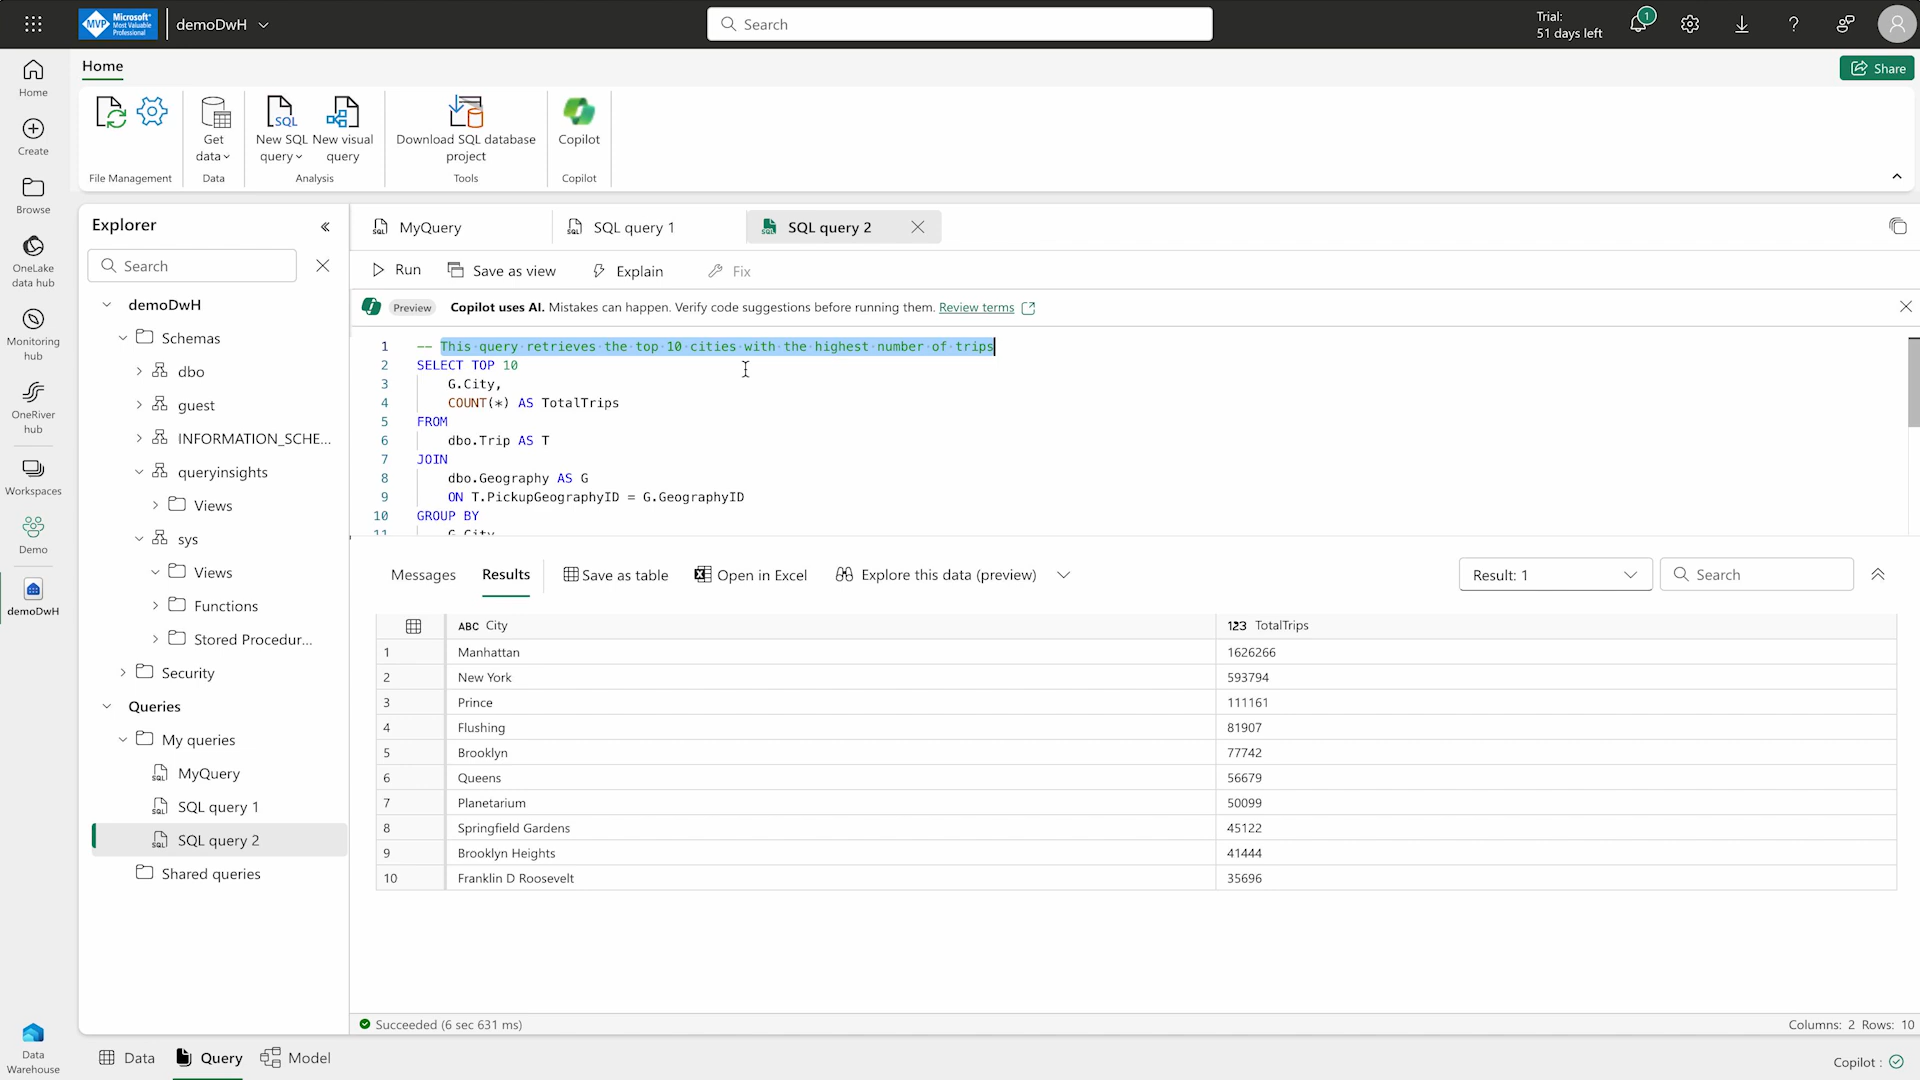 MVP Microsoft®
Most Valuable
Professional
demoDwH
Search
Trial:
51 days left
1
?
Home
Share
Home
Create
Browse
OneLake
data hub
Monitoring
hub
OneRiver
hub
Workspaces
Demo
demoDwH
Data
Warehouse
File Management
Get
data
Data
New SQL
query
New visual
query
Analysis
Download SQL database
project
Tools
Copilot
Copilot
Explorer
Search
demoDwH
Schemas
dbo
guest
INFORMATION_SCHE...
queryinsights
Views
sys
Views
Functions
Stored Procedur...
Security
Queries
My queries
MyQuery
SQL query 1
SQL query 2
Shared queries
MyQuery
SQL query 1
SQL query 2
Run
Save as view
Explain
Fix
Preview
Copilot uses AI. Mistakes can happen. Verify code suggestions before running them. Review terms
1 -- This query retrieves the top 10 cities with the highest number of trips
2 SELECT TOP 10
3 G.City,
4 COUNT(*) AS TotalTrips
5 FROM
6 dbo.Trip AS T
7 JOIN
8 dbo.Geography AS G
9 ON T.PickupGeographyID = G.GeographyID
10 GROUP BY
11 G.City
Messages
Results
Save as table
Open in Excel
Explore this data (preview)
Result: 1
Search
ABC City 123 TotalTrips
1 Manhattan 1626266
2 New York 593794
3 Prince 111161
4 Flushing 81907
5 Brooklyn 77742
6 Queens 56679
7 Planetarium 50099
8 Springfield Gardens 45122
9 Brooklyn Heights 41444
10 Franklin D Roosevelt 35696
Succeeded (6 sec 631 ms)
Columns: 2 Rows: 10
Data
Query
Model
Copilot :